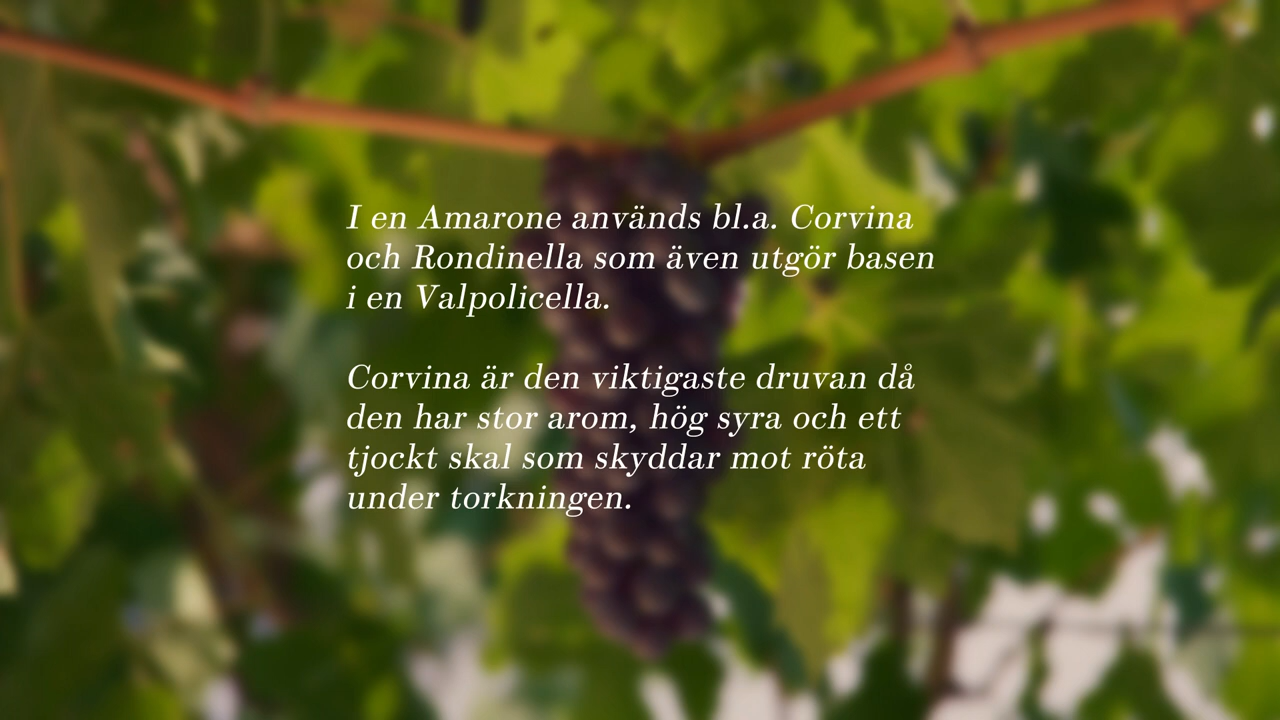 I en Amarone används bl.a. Corvina
och Rondinella som även utgör basen
i en Valpolicella.
Corvina är den viktigaste druvan då
den har stor arom, hög syra och ett
tjockt skal som skyddar mot röta
under torkningen.